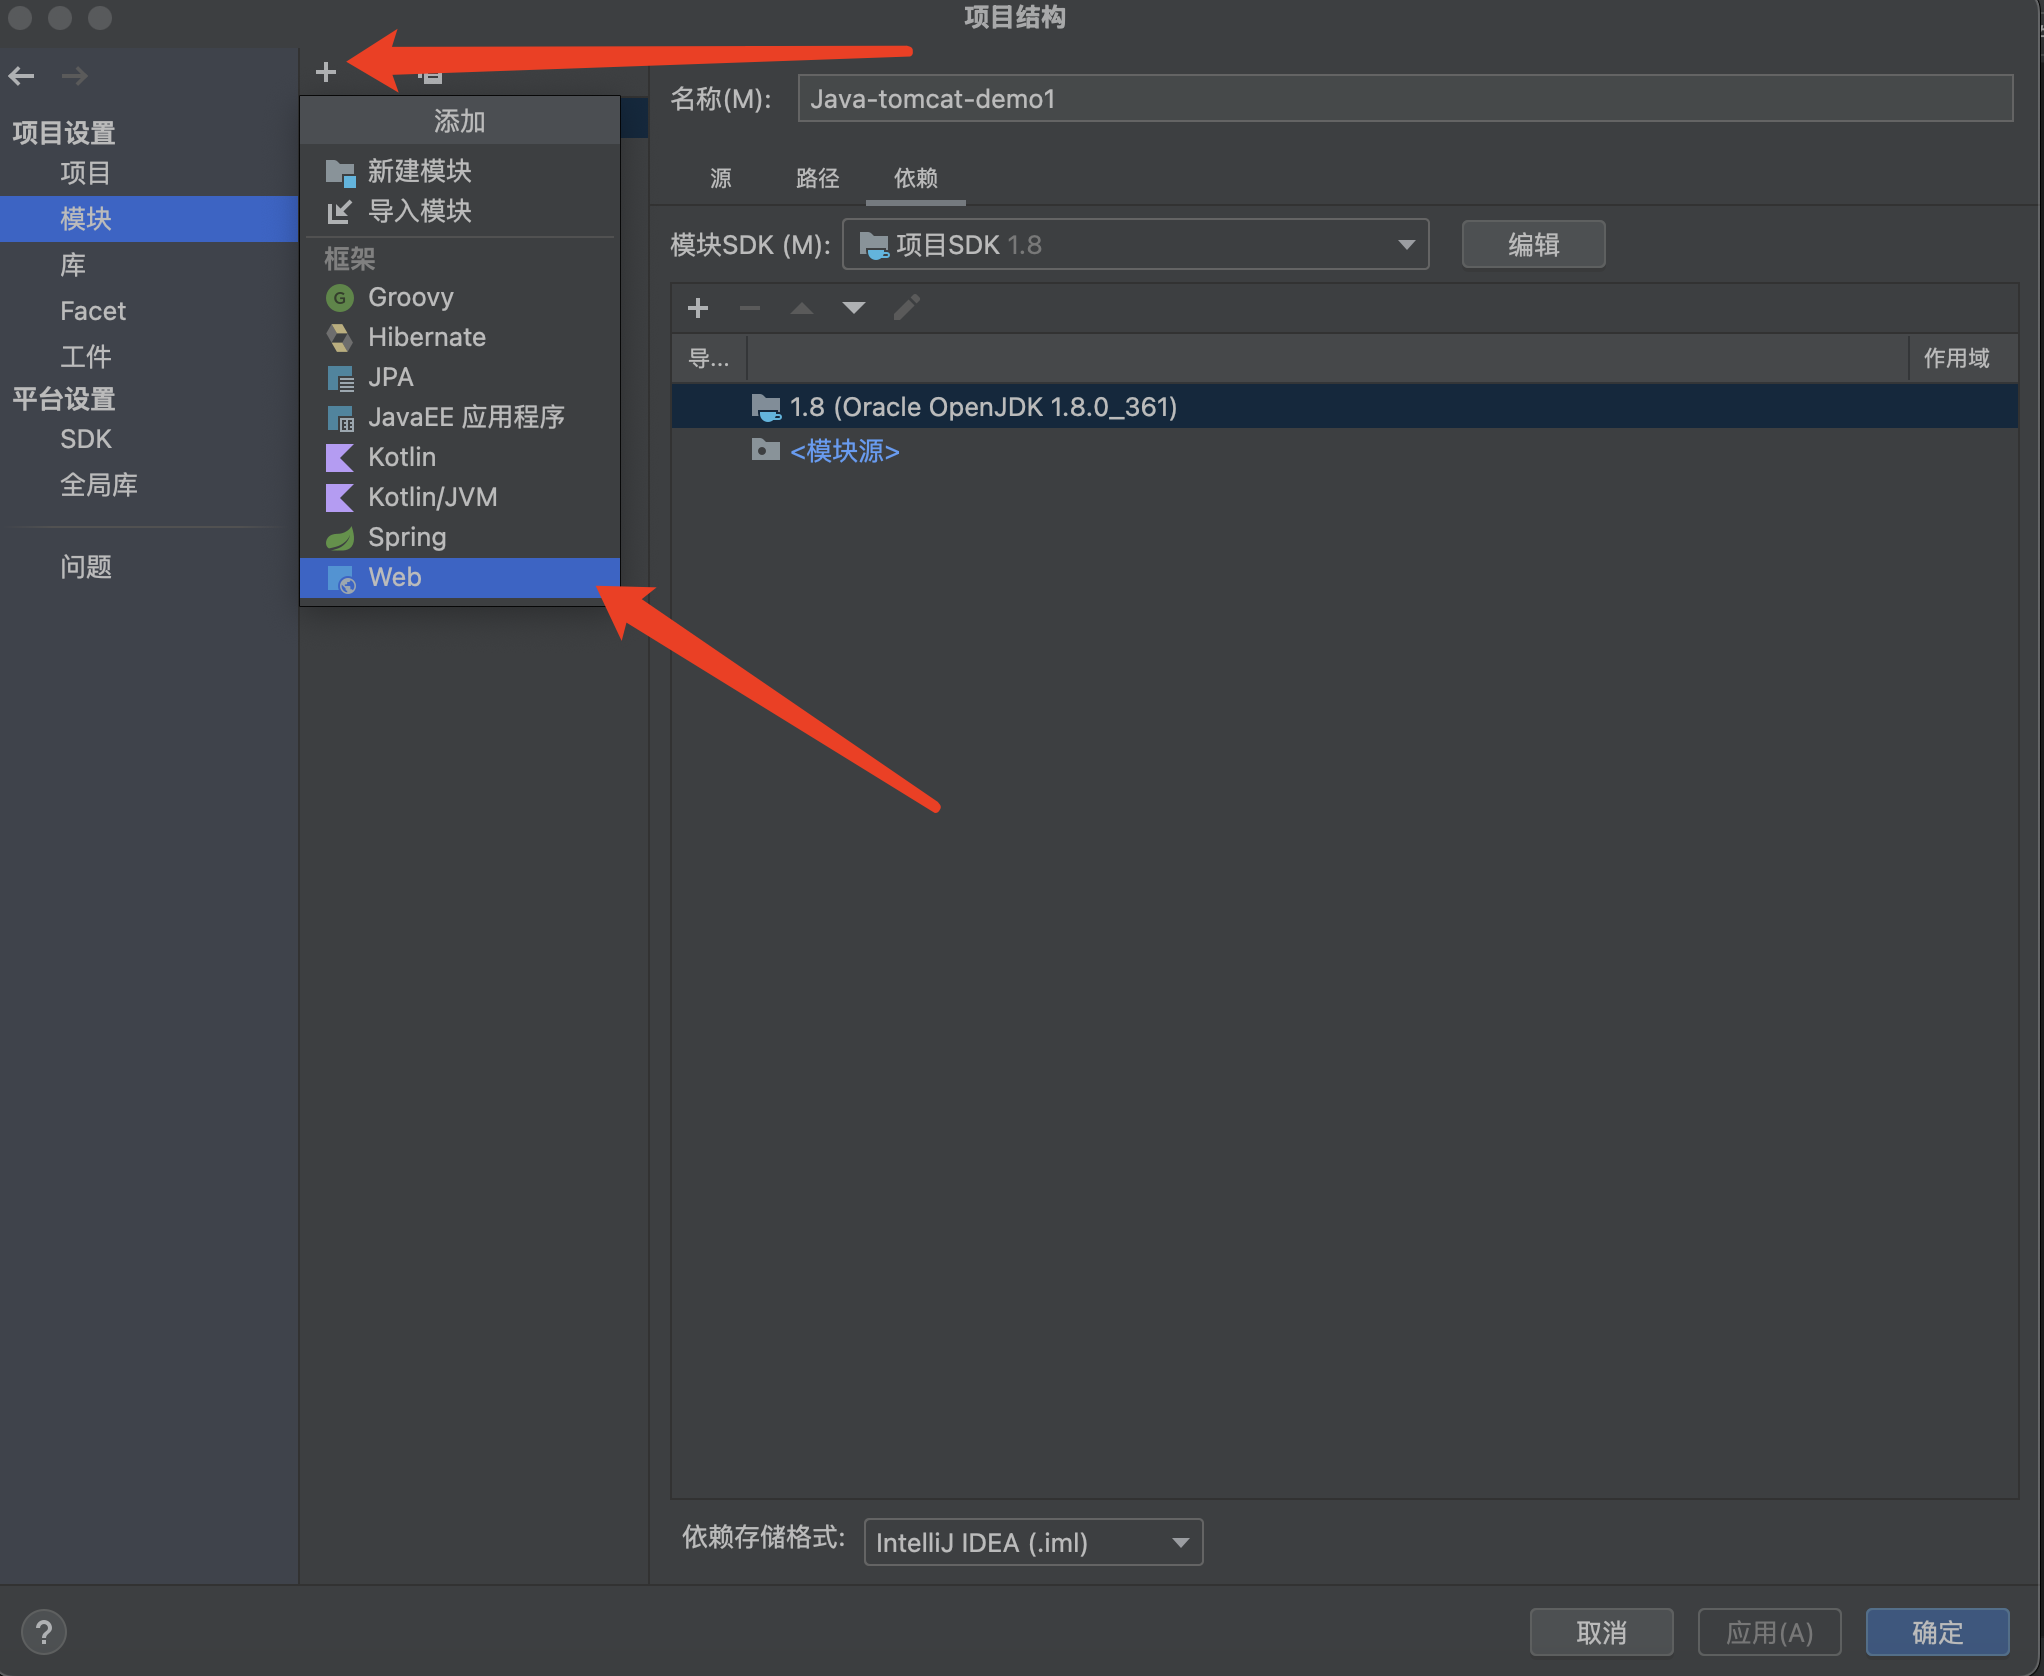 项目结构
项目设置
项目
模块
库
Facet
工件
平台设置
SDK
全局库
问题
添加
新建模块
导入模块
框架
G
Groovy
Hibernate
JPA
JavaEE 应用程序
Kotlin
Kotlin/JVM
Spring
Web
名称(M): Java-tomcat-demo1
源 路径 依赖
模块SDK (M): 项目SDK 1.8 编辑
导... 作用域
1.8 (Oracle OpenJDK 1.8.0_361)
<模块源>
依赖存储格式: IntelliJ IDEA (.iml)
? 取消 应用(A) 确定